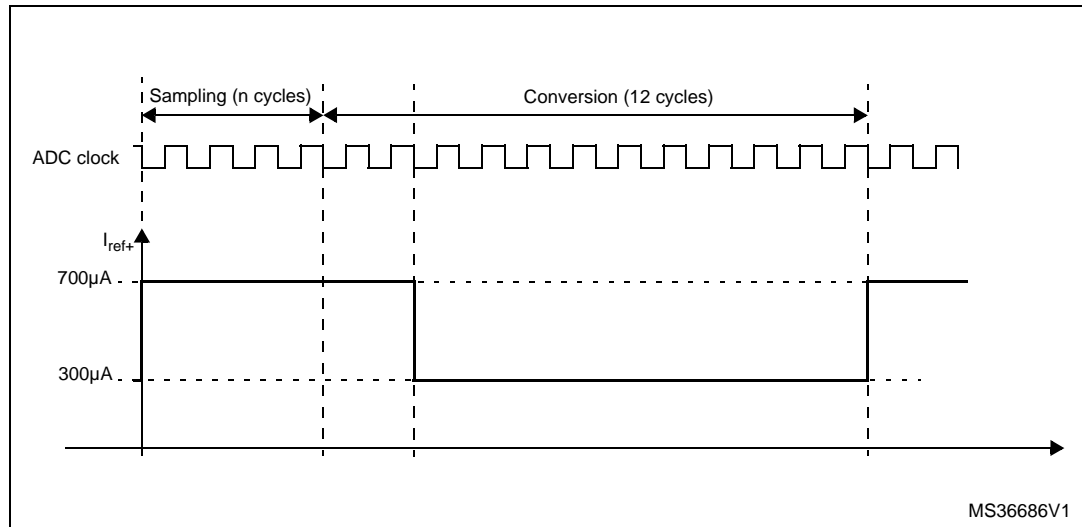 Sampling (n cycles)
Conversion (12 cycles)
ADC clock
Iref+
700µA
300µA
MS36686V1